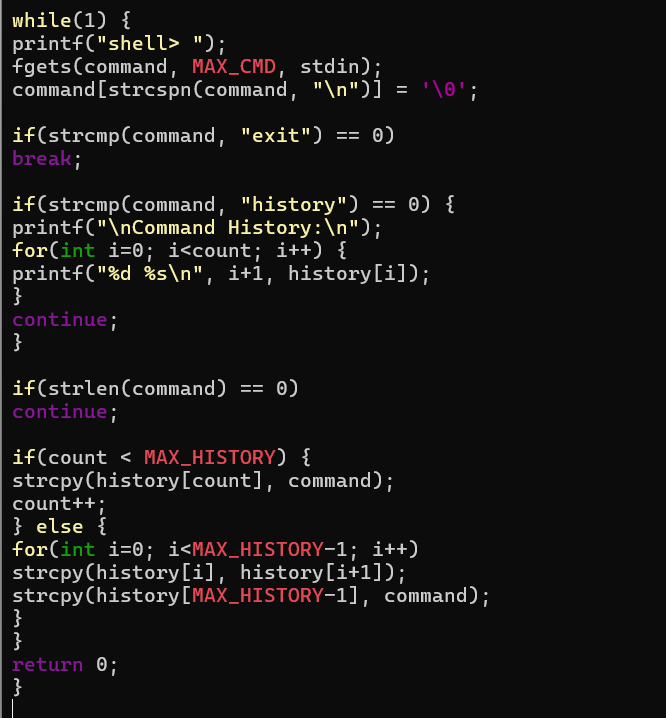 while(1) {
printf("shell> ");
fgets(command, MAX_CMD, stdin);
command[strcspn(command, "\n")] = '\0';

if(strcmp(command, "exit") == 0)
break;

if(strcmp(command, "history") == 0) {
printf("\nCommand History:\n");
for(int i=0; i<count; i++) {
printf("%d %s\n", i+1, history[i]);
}
continue;
}

if(strlen(command) == 0)
continue;

if(count < MAX_HISTORY) {
strcpy(history[count], command);
count++;
} else {
for(int i=0; i<MAX_HISTORY-1; i++)
strcpy(history[i], history[i+1]);
strcpy(history[MAX_HISTORY-1], command);
}
}
return 0;
}